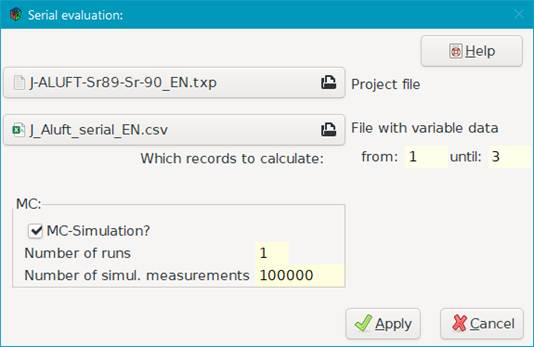 Serial evaluation:
Help
J-ALUFT-Sr89-Sr-90_EN.txp Project file
J_Aluft_serial_EN.csv File with variable data
Which records to calculate: from: 1 until: 3
MC:
MC-Simulation?
Number of runs 1
Number of simul. measurements 100000
Apply Cancel